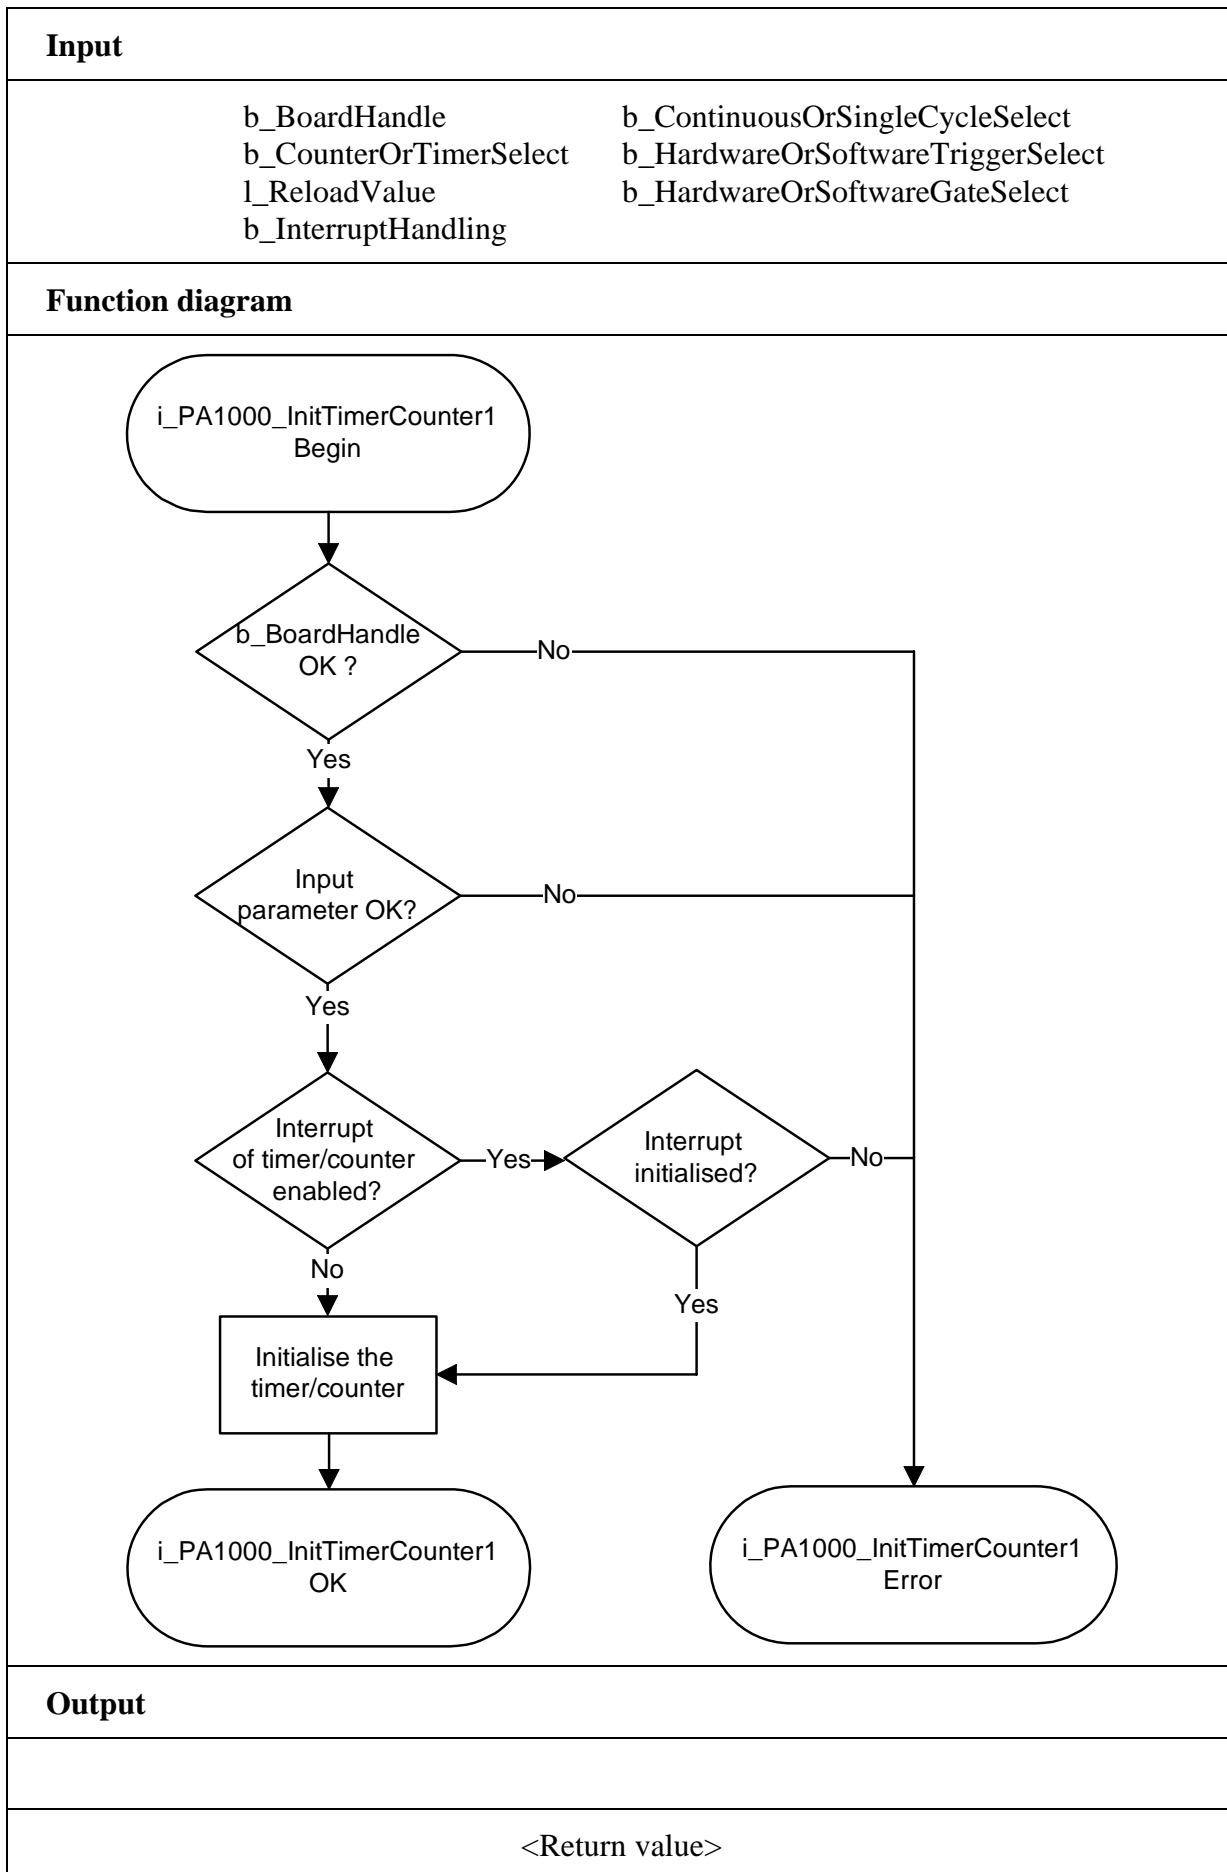 Input
b_BoardHandle b_ContinuousOrSingleCycleSelect
b_CounterOrTimerSelect b_HardwareOrSoftwareTriggerSelect
l_ReloadValue b_HardwareOrSoftwareGateSelect
b_InterruptHandling
Function diagram
i_PA1000_InitTimerCounter1
Begin
b_BoardHandle
OK ?
No
Yes
Input
parameter OK?
No
Yes
Interrupt
of timer/counter
enabled?
Yes
Interrupt
initialised?
No
No
Yes
Initialise the
timer/counter
i_PA1000_InitTimerCounter1
OK
i_PA1000_InitTimerCounter1
Error
Output
<Return value>